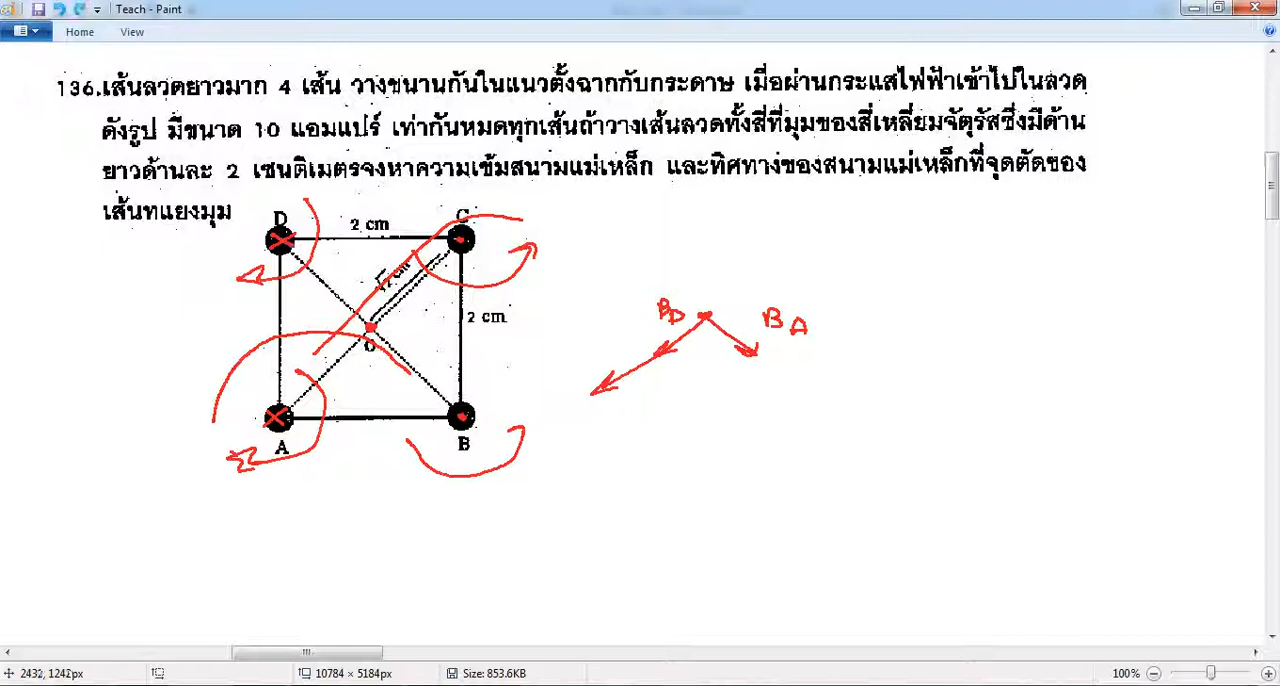 Teach - Paint
Home View
136.เส้นลวดยาวมาก 4 เส้น วางขนานกันในแนวตั้งฉากกับกระดาษ เมื่อผ่านกระแสไฟฟ้าเข้าไปในลวด
ดังรูป มีขนาด 10 แอมแปร์ เท่ากันหมดทุกเส้นถ้าวางเส้นลวดทั้งสี่ที่มุมของสี่เหลี่ยมจัตุรัสซึ่งมีด้าน
ยาวด้านละ 2 เซนติเมตรจงหาความเข้มสนามแม่เหล็ก และทิศทางของสนามแม่เหล็กที่จุดตัดของ
เส้นทแยงมุม
D 2 cm C
cm
2 cm
O
A B
BD BA
2432, 1242px 10784 × 5184px Size: 853.6KB 100%